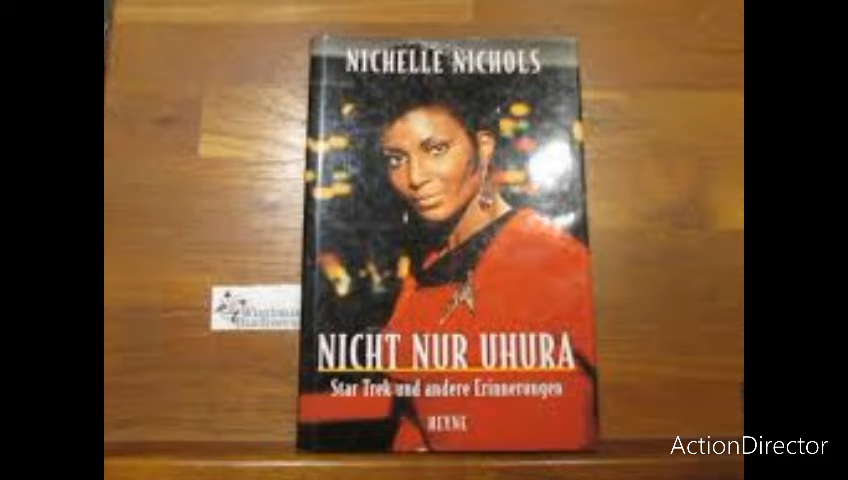 NICHELLE NICHOLS
NICHT NUR UHURA
Star Trek und andere Erinnerungen
HEYNE
ActionDirector